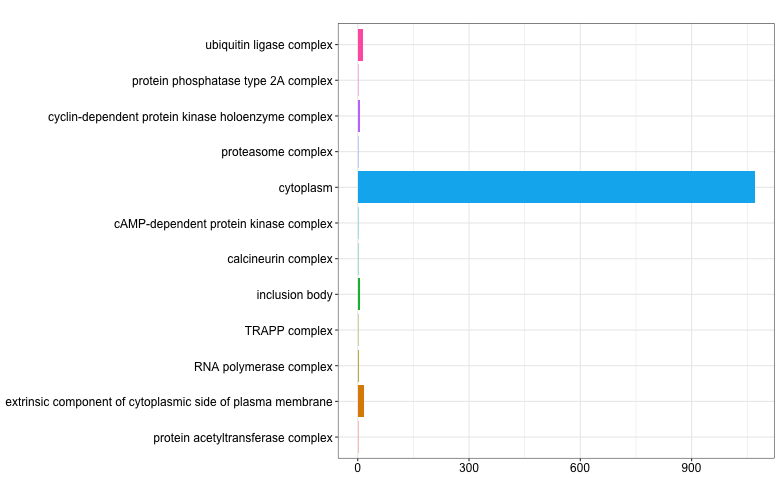 ubiquitin ligase complex
protein phosphatase type 2A complex
cyclin-dependent protein kinase holoenzyme complex
proteasome complex
cytoplasm
cAMP-dependent protein kinase complex
calcineurin complex
inclusion body
TRAPP complex
RNA polymerase complex
extrinsic component of cytoplasmic side of plasma membrane
protein acetyltransferase complex
0 300 600 900